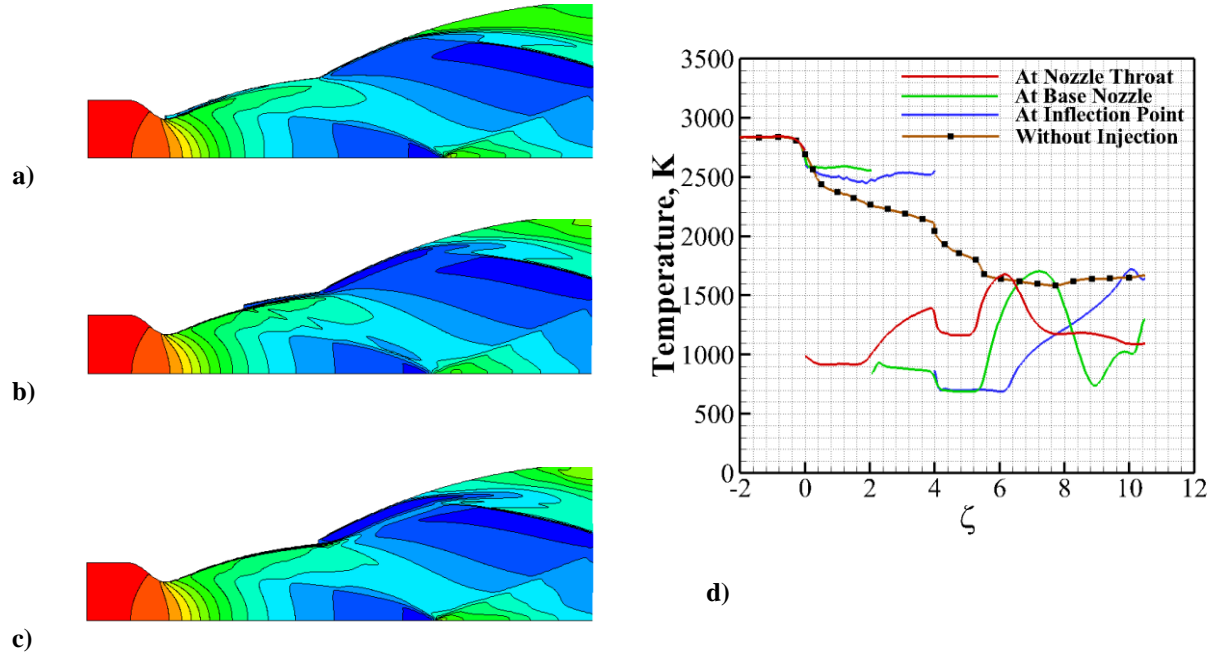 a)
b)
c)
d)
Temperature, K
3500
3000
2500
2000
1500
1000
500
0
-2
0
2
4
6
8
10
12
ζ
At Nozzle Throat
At Base Nozzle
At Inflection Point
Without Injection